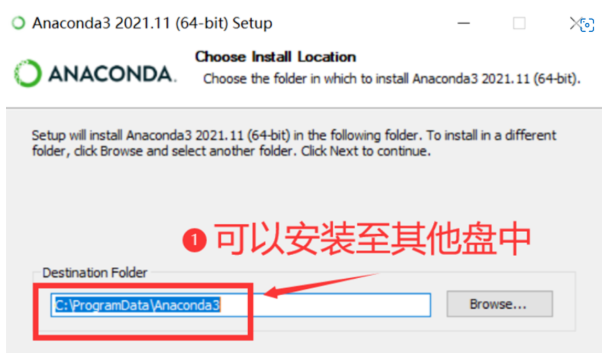 Anaconda3 2021.11 (64-bit) Setup
ANACONDA.
Choose Install Location
Choose the folder in which to install Anaconda3 2021.11 (64-bit).
Setup will install Anaconda3 2021.11 (64-bit) in the following folder. To install in a different
folder, click Browse and select another folder. Click Next to continue.
1 可以安装至其他盘中
Destination Folder
C:\ProgramData\Anaconda3
Browse...